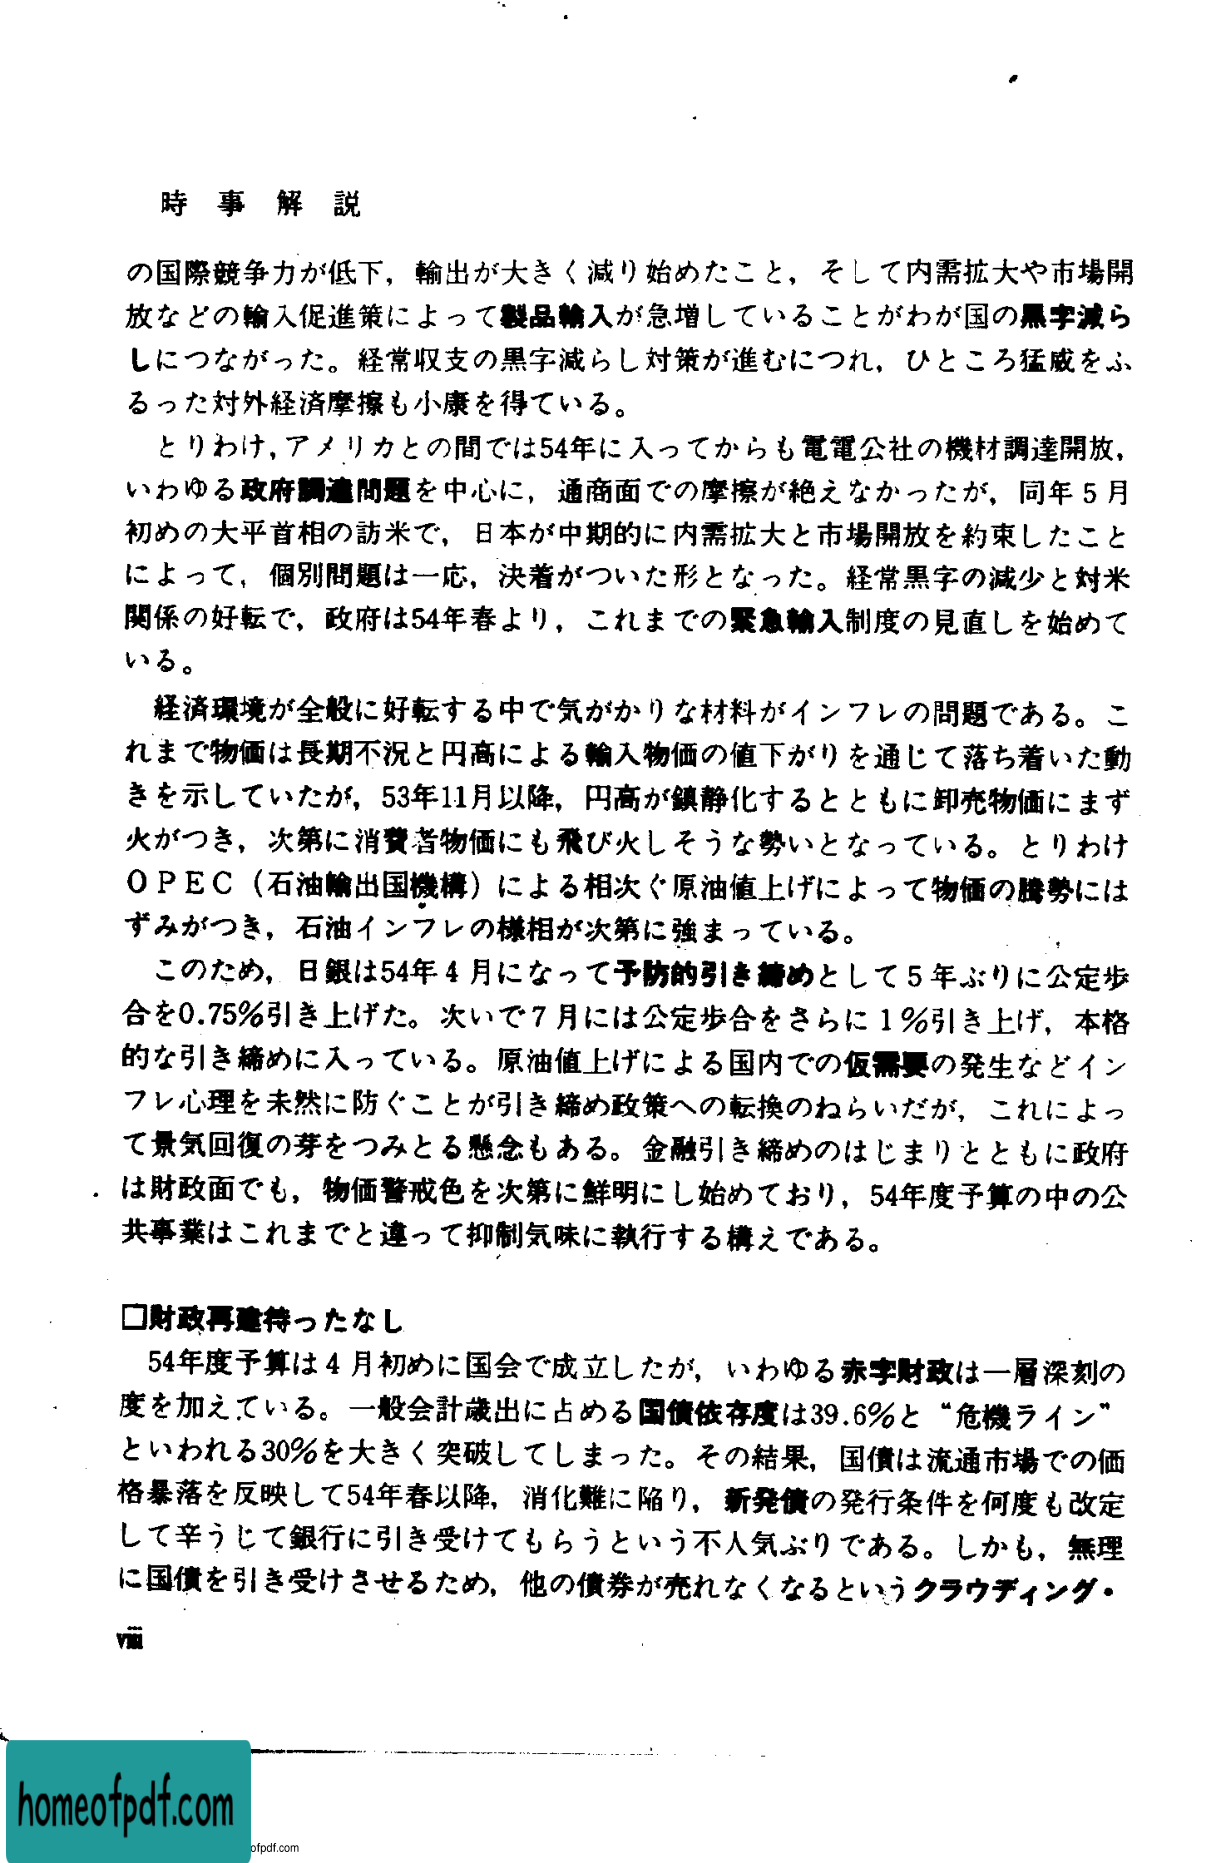 時事解説
の国際競争力が低下，輸出が大きく減り始めたこと，そして内需拡大や市場開
放などの輸入促進策によって製品輸入が急増していることがわが国の黒字減ら
しにつながった。経常収支の黒字減らし対策が進むにつれ，ひところ猛威をふ
るった対外経済摩擦も小康を得ている。
とりわけ，アメリカとの間では54年に入ってからも電電公社の機材調達開放，
いわゆる政府調達問題を中心に，通商面での摩擦が絶えなかったが，同年5月
初めの大平首相の訪米で，日本が中期的に内需拡大と市場開放を約束したこと
によって，個別問題は一応，決着がついた形となった。経常黒字の減少と対米
関係の好転で，政府は54年春より，これまでの緊急輸入制度の見直しを始めて
いる。
経済環境が全般に好転する中で気がかりな材料がインフレの問題である。こ
れまで物価は長期不況と円高による輸入物価の値下がりを通じて落ち着いた動
きを示していたが，53年11月以降，円高が鎮静化するとともに卸売物価にまず
火がつき，次第に消費者物価にも飛び火しそうな勢いとなっている。とりわけ
OPEC（石油輸出国機構）による相次ぐ原油値上げによって物価の騰勢には
ずみがつき，石油インフレの様相が次第に強まっている。
このため，日銀は54年4月になって予防的引き締めとして5年ぶりに公定歩
合を0.75％引き上げた。次いで7月には公定歩合をさらに1％引き上げ，本格
的な引き締めに入っている。原油値上げによる国内での仮需要の発生などイン
フレ心理を未然に防ぐことが引き締め政策への転換のねらいだが，これによっ
て景気回復の芽をつみとる懸念もある。金融引き締めのはじまりとともに政府
は財政面でも，物価警戒色を次第に鮮明にし始めており，54年度予算の中の公
共事業はこれまでと違って抑制気味に執行する構えである。
□財政再建待ったなし
54年度予算は4月初めに国会で成立したが，いわゆる赤字財政は一層深刻の
度を加えている。一般会計歳出に占める国債依存度は39.6％と“危機ライン”
といわれる30％を大きく突破してしまった。その結果，国債は流通市場での価
格暴落を反映して54年春以降，消化難に陥り，新発債の発行条件を何度も改定
して辛うじて銀行に引き受けてもらうという不人気ぶりである。しかも，無理
に国債を引き受けさせるため，他の債券が売れなくなるというクラウディング・
viii
homeofpdf.com
ofpdf.com